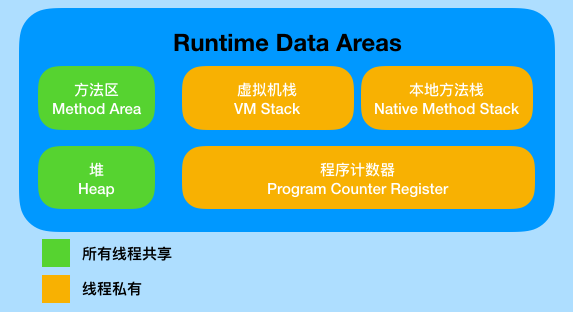 Runtime Data Areas
方法区
Method Area
虚拟机栈
VM Stack
本地方法栈
Native Method Stack
堆
Heap
程序计数器
Program Counter Register
所有线程共享
线程私有